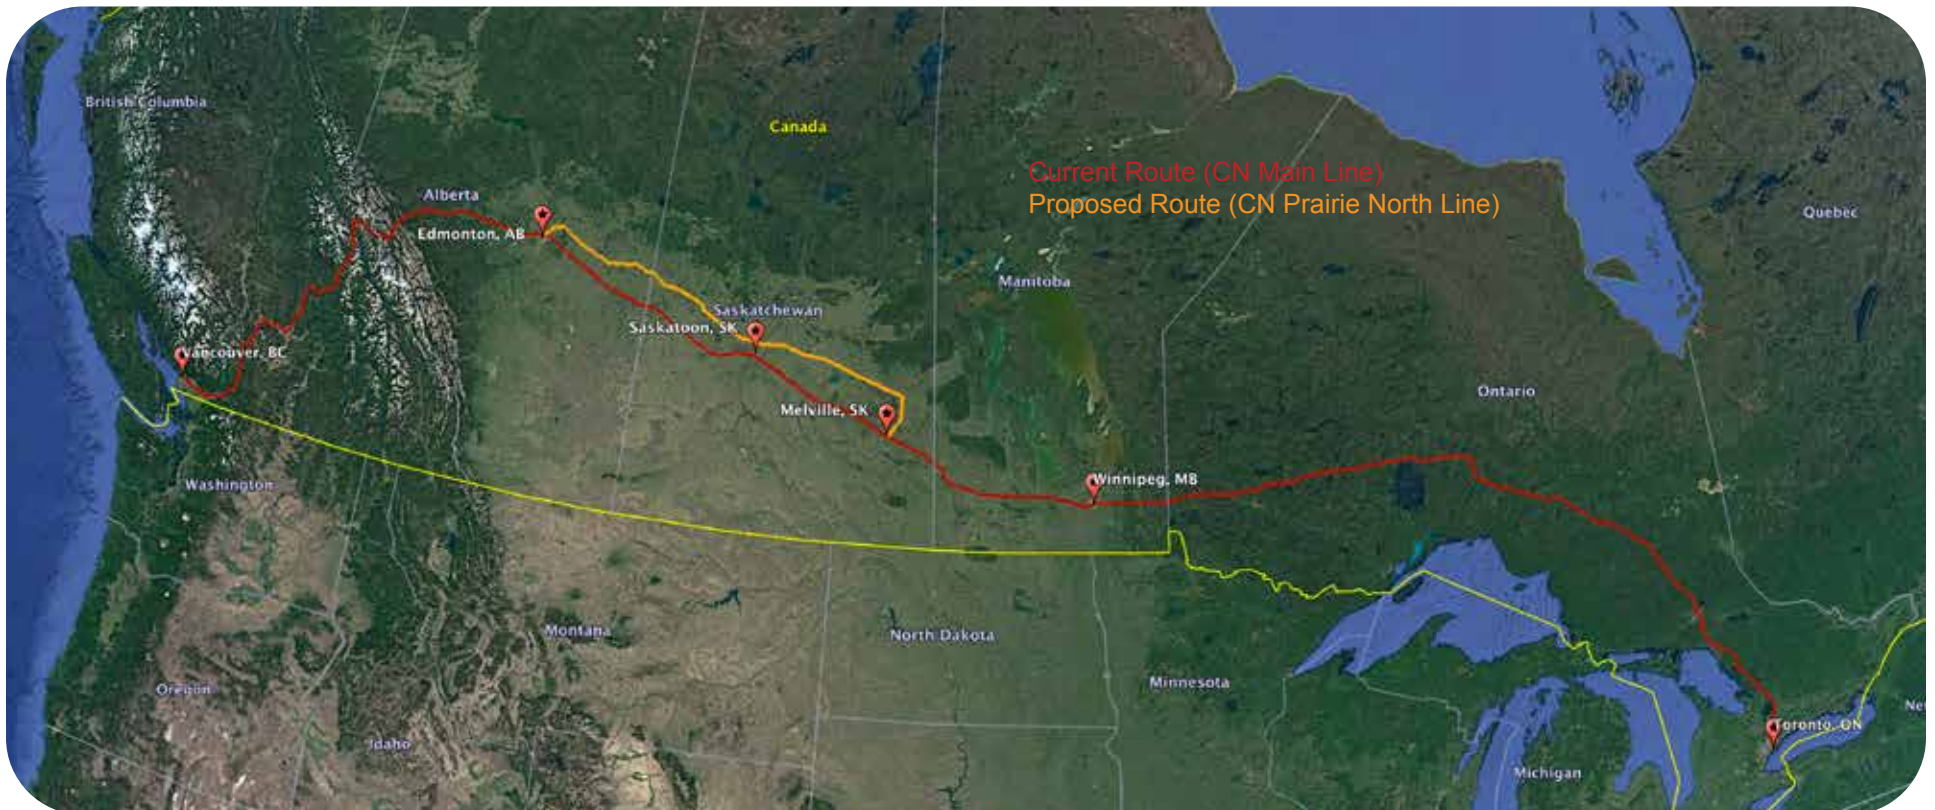 British Columbia
Canada
Current Route (CN Main Line)
Proposed Route (CN Prairie North Line)
Alberta
Quebec
Edmonton, AB
Manitoba
Saskatchewan
Saskatoon, SK
Vancouver, BC
Ontario
Melville, SK
Washington
Winnipeg, MB
Montana
North Dakota
Minnesota
Oregon
Ne
Toronto, ON
Idaho
Michigan